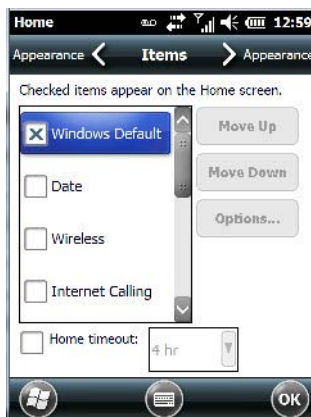 Home 12:59
Appearance Items Appearance
Checked items appear on the Home screen.
Windows Default
Move Up
Date
Move Down
Wireless
Options...
Internet Calling
Home timeout: 4 hr
OK